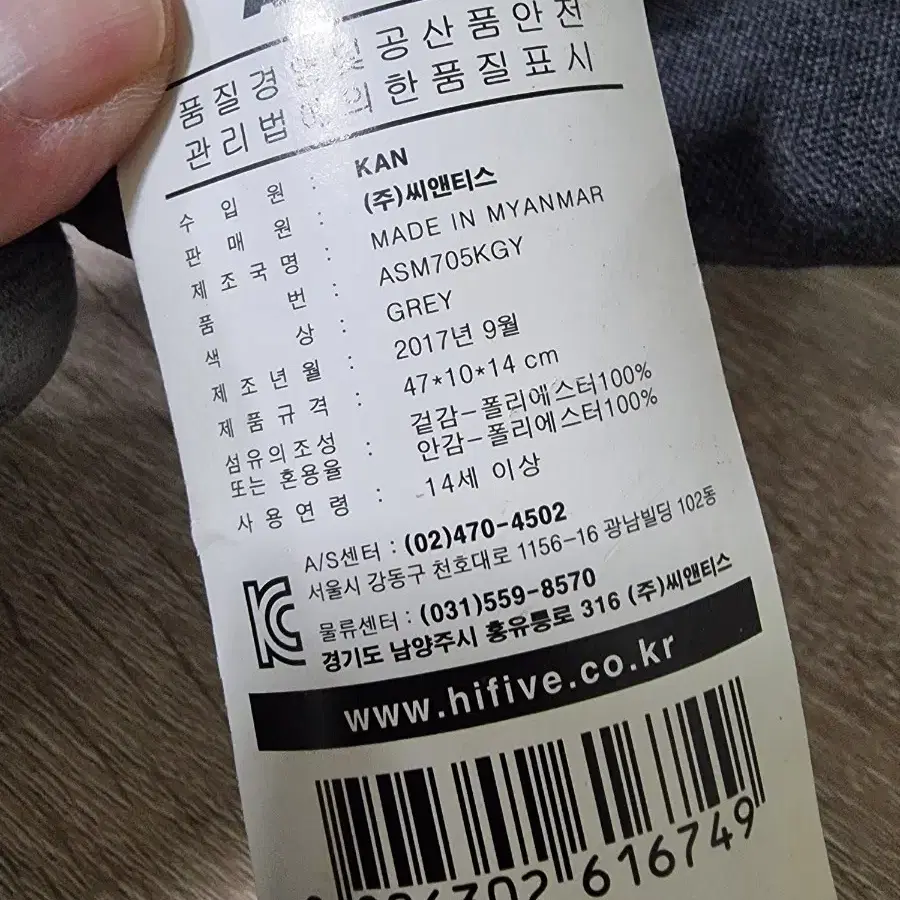 품질경영 및 공산품안전
관리법에 의한 품질표시
수입원 : KAN
판매원 : (주)씨앤티스
제조국명 : MADE IN MYANMAR
품번 : ASM705KGY
색상 : GREY
제조년월 : 2017년 9월
제품규격 : 47*10*14 cm
섬유의조성 : 겉감-폴리애스터100%
또는 혼용율 안감-폴리에스터100%
사용연령 : 14세 이상
A/S센터 : (02)470-4502
서울시 강동구 천호대로 1156-16 광남빌딩 102동
물류센터 : (031)559-8570
경기도 남양주시 홍유릉로 316 (주)씨앤티스
www.hifive.co.kr
616749